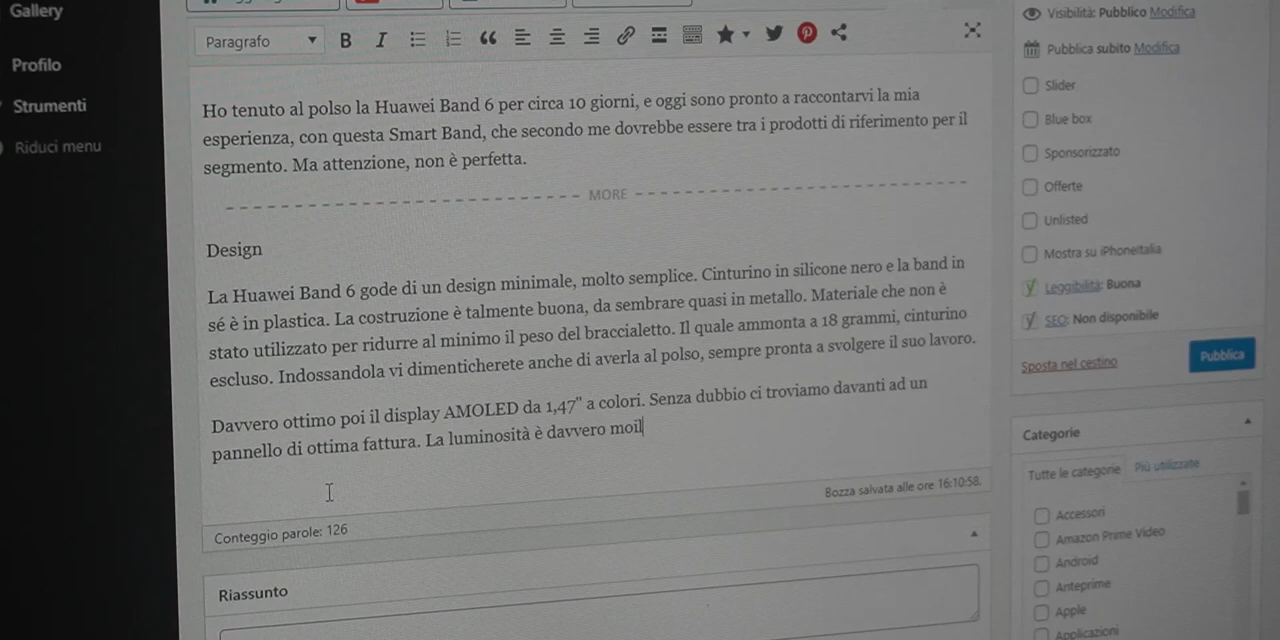 Gallery
Profilo
Strumenti
Riduci menu
Paragrafo
Ho tenuto al polso la Huawei Band 6 per circa 10 giorni, e oggi sono pronto a raccontarvi la mia
esperienza, con questa Smart Band, che secondo me dovrebbe essere tra i prodotti di riferimento per il
segmento. Ma attenzione, non è perfetta.
MORE
Design
La Huawei Band 6 gode di un design minimale, molto semplice. Cinturino in silicone nero e la band in
sé è in plastica. La costruzione è talmente buona, da sembrare quasi in metallo. Materiale che non è
stato utilizzato per ridurre al minimo il peso del braccialetto. Il quale ammonta a 18 grammi, cinturino
escluso. Indossandola vi dimenticherete anche di averla al polso, sempre pronta a svolgere il suo lavoro.
Davvero ottimo poi il display AMOLED da 1,47" a colori. Senza dubbio ci troviamo davanti ad un
pannello di ottima fattura. La luminosità è davvero moil
Bozza salvata alle ore 16:10:58.
Conteggio parole: 126
Riassunto
Visibilità: Pubblico Modifica
Pubblica subito Modifica
Slider
Blue box
Sponsorizzato
Offerte
Unlisted
Mostra su iPhoneitalia
Leggibilità: Buona
SEO: Non disponibile
Sposta nel cestino
Pubblica
Categorie
Tutte le categorie
Più utilizzate
Accessori
Amazon Prime Video
Android
Anteprime
Apple
Applicazioni